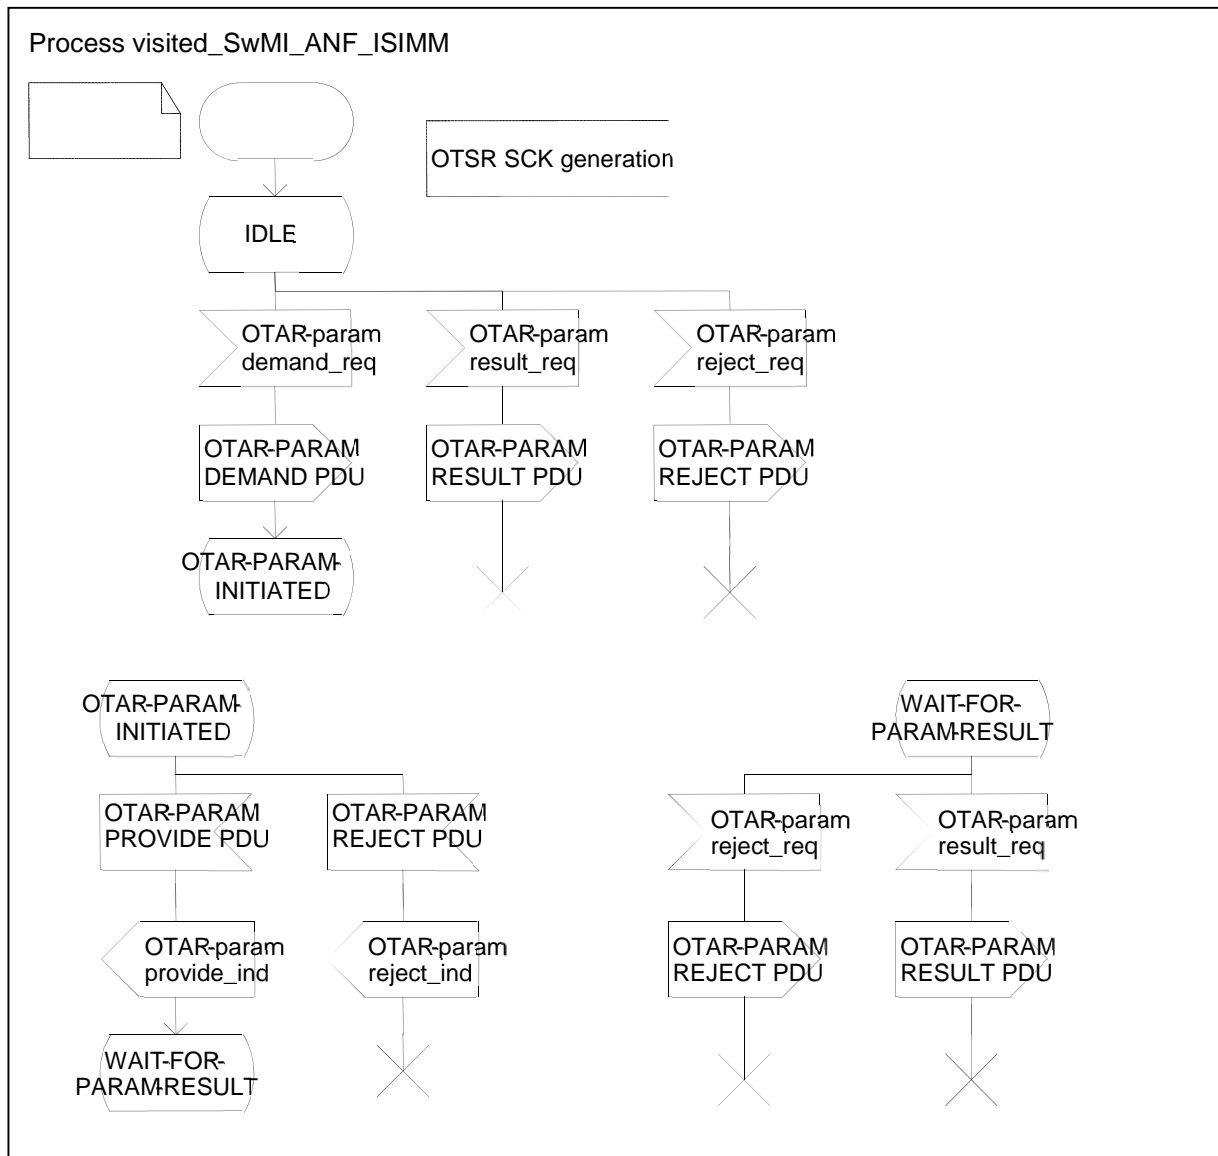 Process visited_SwMI_ANF_ISIMM
OTSR SCK generation
IDLE
OTAR-param
demand_req
OTAR-param
result_req
OTAR-param
reject_req
OTAR-PARAM
DEMAND PDU
OTAR-PARAM
RESULT PDU
OTAR-PARAM
REJECT PDU
OTAR-PARAM-
INITIATED
OTAR-PARAM-
INITIATED
WAIT-FOR-
PARAM-RESULT
OTAR-PARAM
PROVIDE PDU
OTAR-PARAM
REJECT PDU
OTAR-param
reject_req
OTAR-param
result_req
OTAR-param
provide_ind
OTAR-param
reject_ind
OTAR-PARAM
REJECT PDU
OTAR-PARAM
RESULT PDU
WAIT-FOR-
PARAM-RESULT